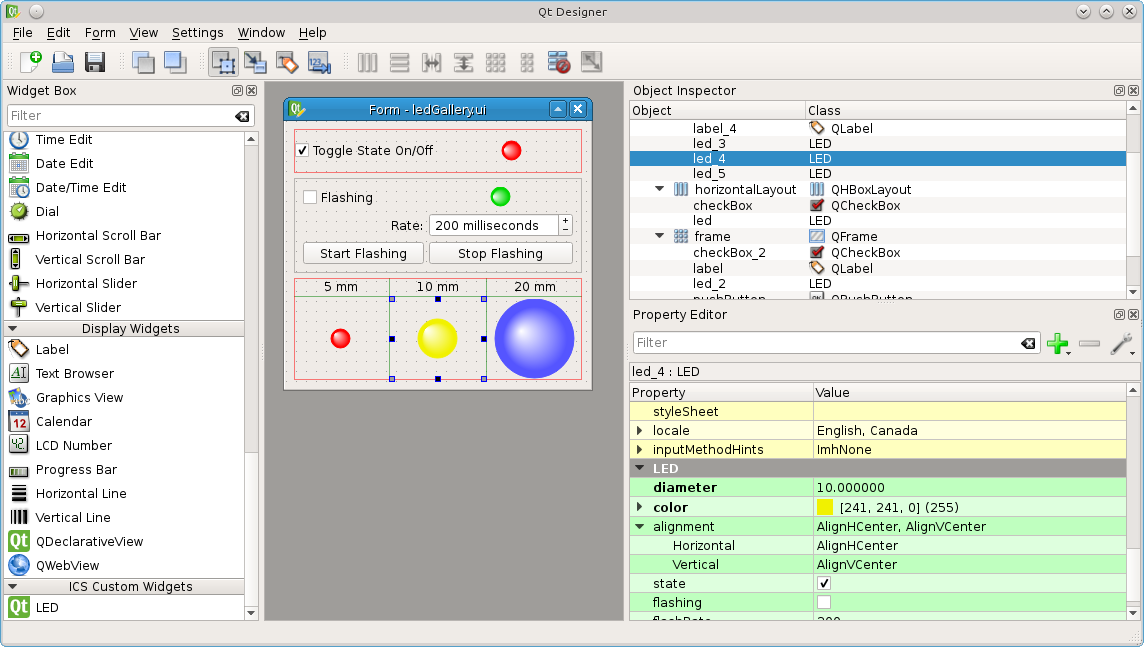 Qt Designer
File Edit Form View Settings Window Help
Widget Box
Filter
Time Edit
Date Edit
Date/Time Edit
Dial
Horizontal Scroll Bar
Vertical Scroll Bar
Horizontal Slider
Vertical Slider
Display Widgets
Label
Text Browser
Graphics View
Calendar
LCD Number
Progress Bar
Horizontal Line
Vertical Line
QDeclarativeView
QWebView
ICS Custom Widgets
LED
Form - ledGallery.ui
Toggle State On/Off
Flashing
Rate: 200 milliseconds
Start Flashing Stop Flashing
5 mm 10 mm 20 mm
Object Inspector
Object Class
label_4 QLabel
led_3 LED
led_4 LED
led_5 LED
horizontalLayout QHBoxLayout
checkBox QCheckBox
led LED
frame QFrame
checkBox_2 QCheckBox
label QLabel
led_2 LED
pushButton QPushButton
Property Editor
Filter
led_4 : LED
Property Value
styleSheet
locale English, Canada
inputMethodHints ImhNone
LED
diameter 10.000000
color [241, 241, 0] (255)
alignment AlignHCenter, AlignVCenter
Horizontal AlignHCenter
Vertical AlignVCenter
state
flashing
flashRate 200